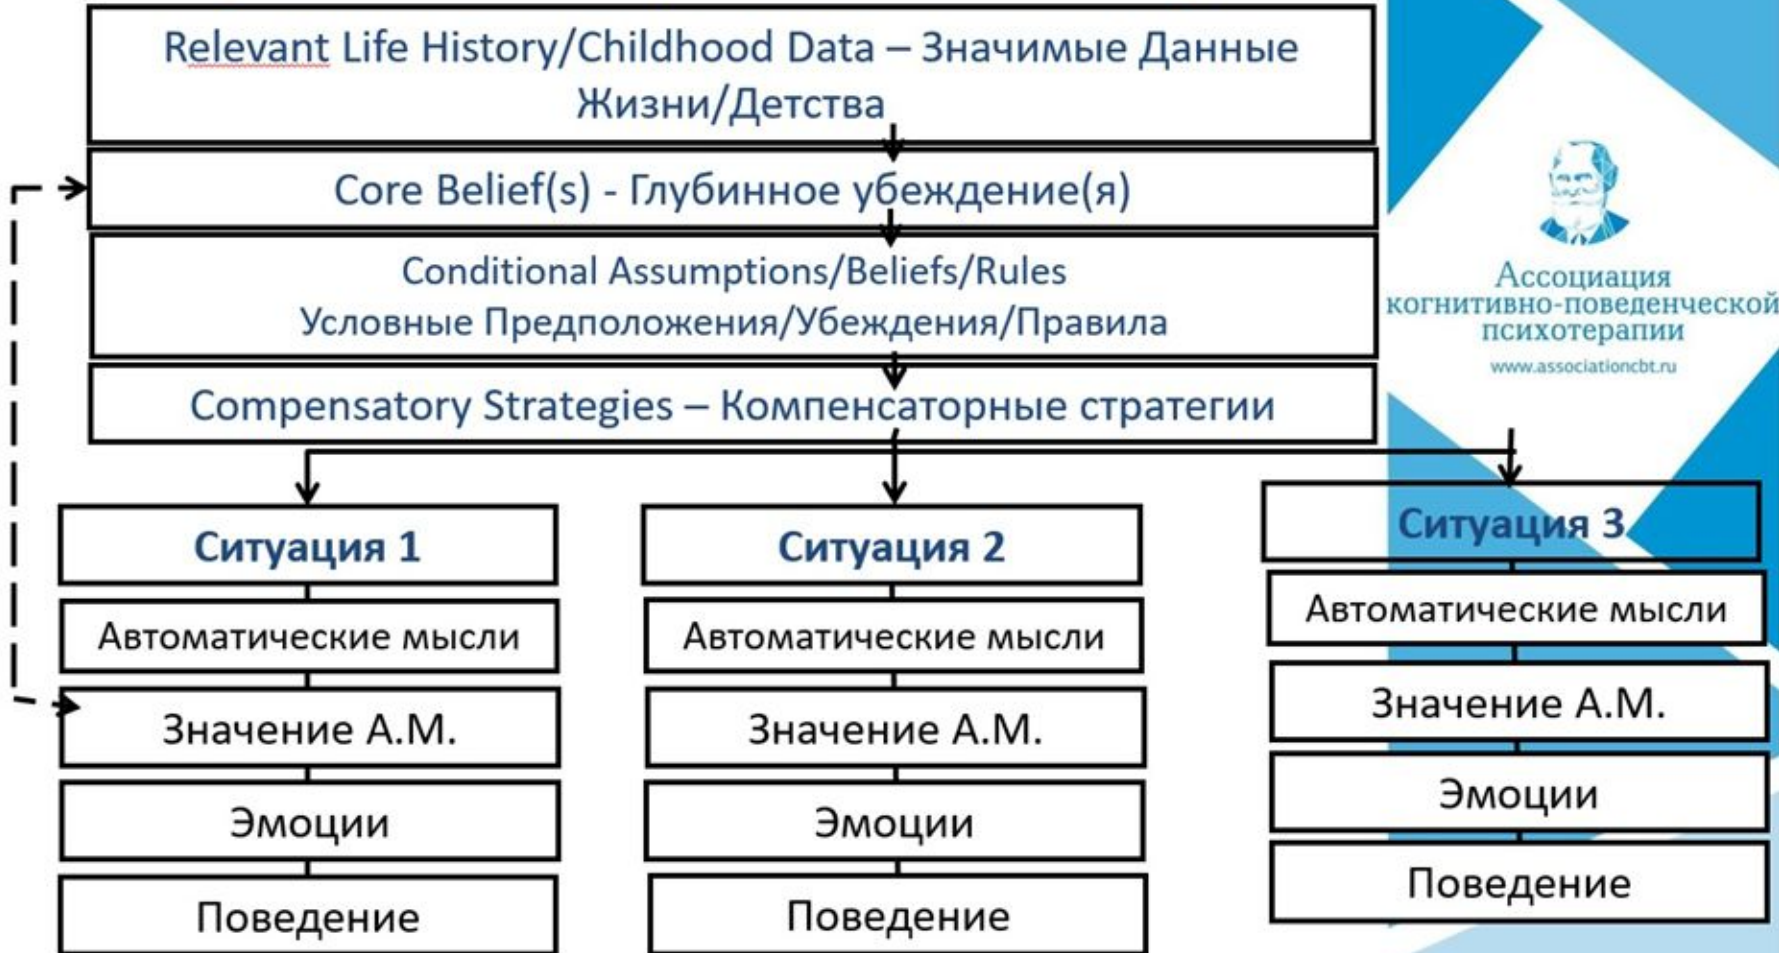 Relevant Life History/Childhood Data – Значимые Данные
Жизни/Детства
Core Belief(s) - Глубинное убеждение(я)
Conditional Assumptions/Beliefs/Rules
Условные Предположения/Убеждения/Правила
Compensatory Strategies – Компенсаторные стратегии
Ассоциация
когнитивно-поведенческой
психотерапии
www.associationcbt.ru
Ситуация 1
Автоматические мысли
Значение А.М.
Эмоции
Поведение
Ситуация 2
Автоматические мысли
Значение А.М.
Эмоции
Поведение
Ситуация 3
Автоматические мысли
Значение А.М.
Эмоции
Поведение